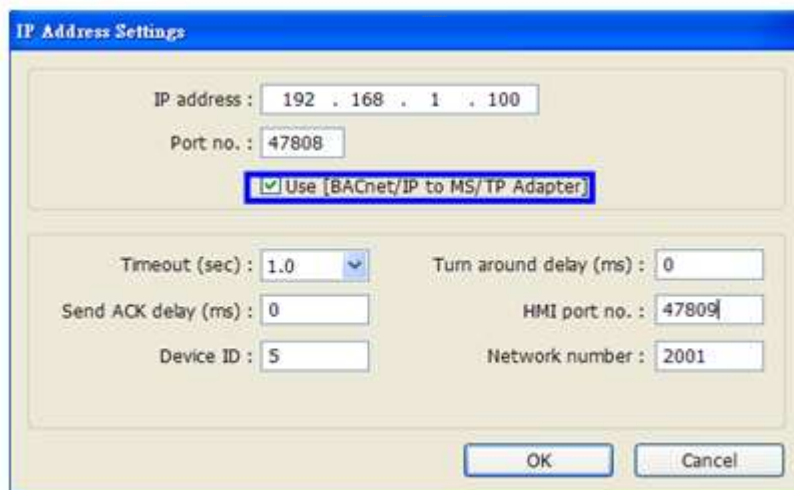 IP Address Settings
IP address : 192 . 168 . 1 . 100
Port no. : 47808
Use [BACnet/IP to MS/TP Adapter]
Timeout (sec) : 1.0 Turn around delay (ms) : 0
Send ACK delay (ms) : 0 HMI port no. : 47809
Device ID : 5 Network number : 2001
OK Cancel